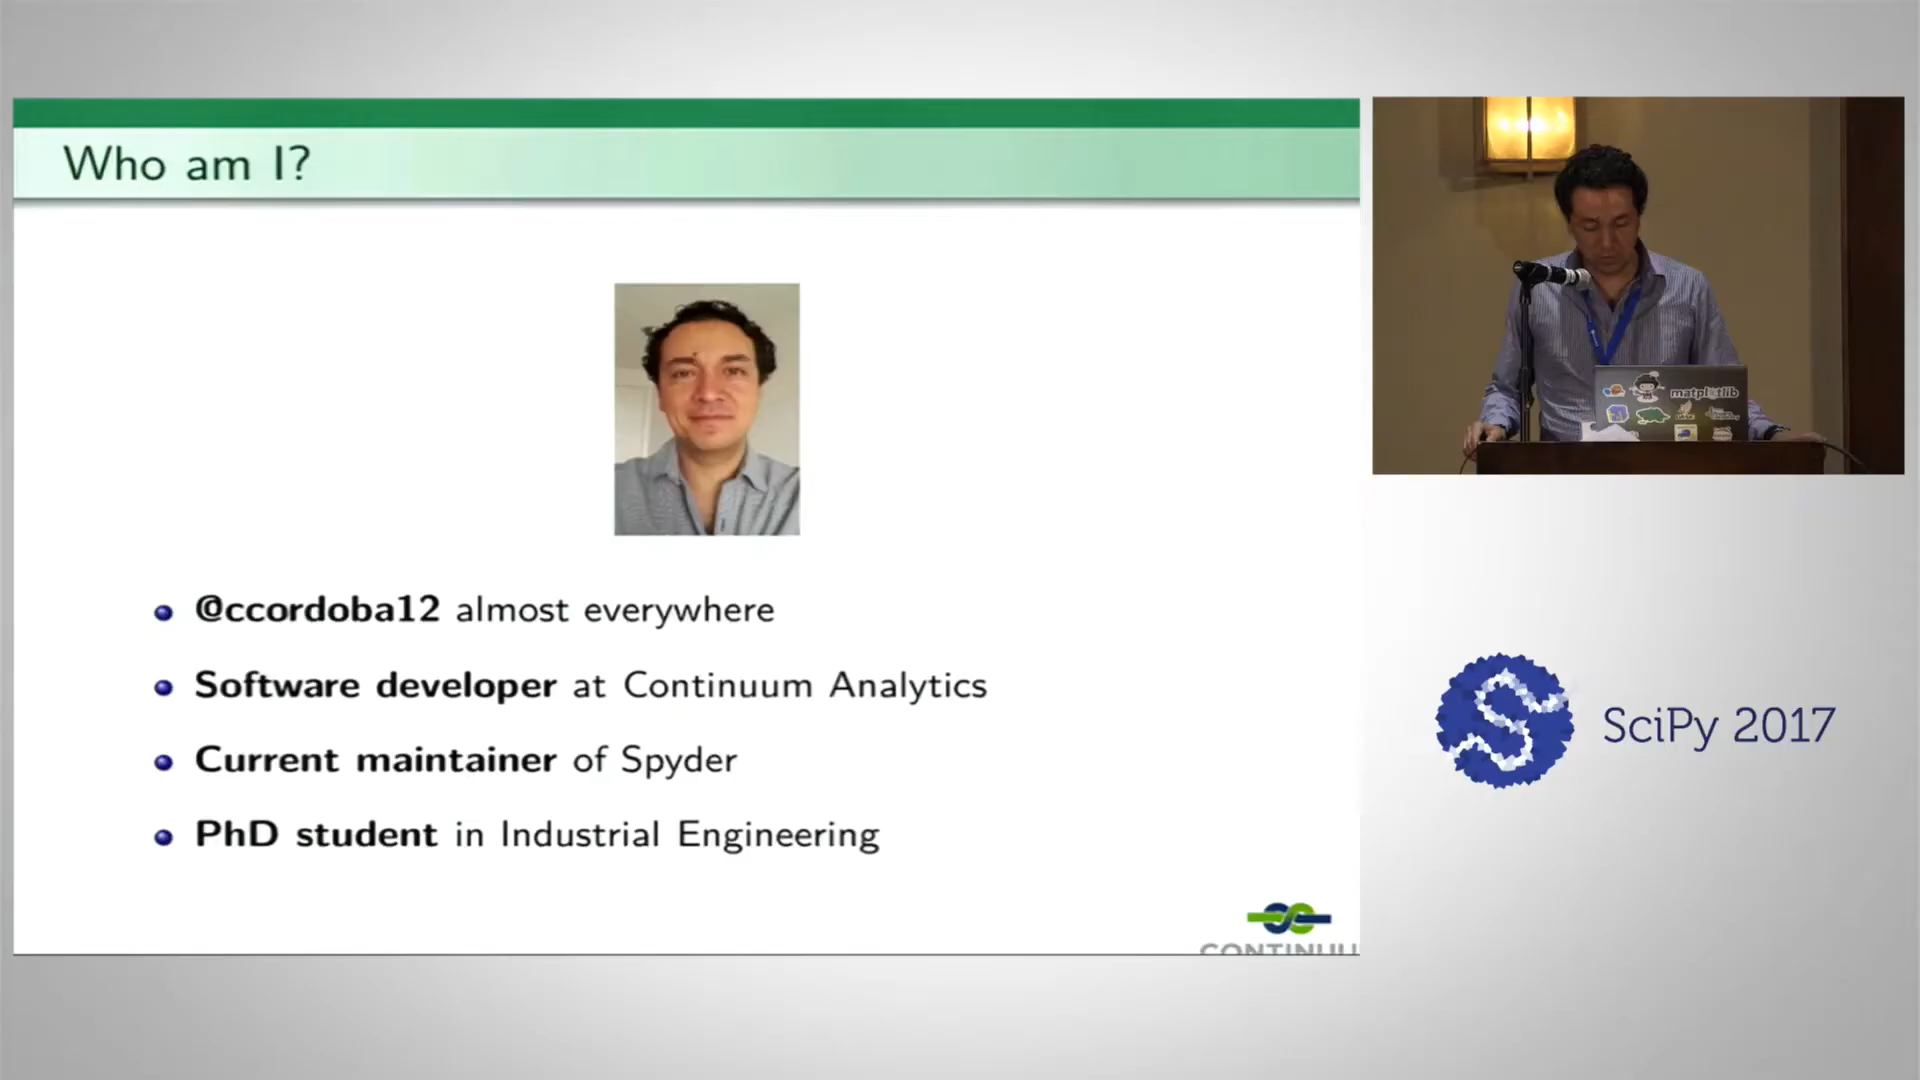 Who am I?
@ccordoba12 almost everywhere
Software developer at Continuum Analytics
Current maintainer of Spyder
PhD student in Industrial Engineering
matplotlib
SciPy 2017